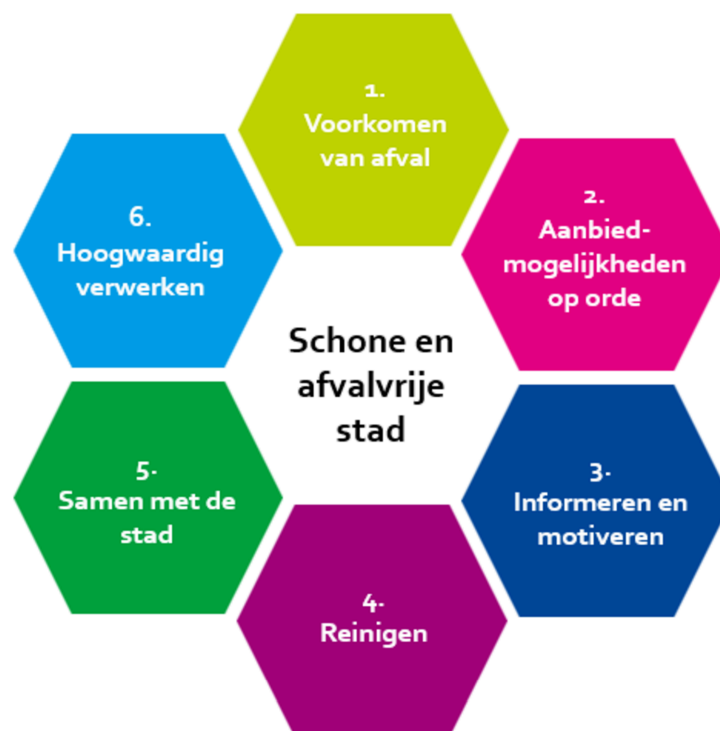 1.
Voorkomen
van afval
2.
Aanbied-
mogelijkheden
op orde
3.
Informeren en
motiveren
4.
Reinigen
5.
Samen met de
stad
6.
Hoogwaardig
verwerken
Schone en
afvalvrije
stad